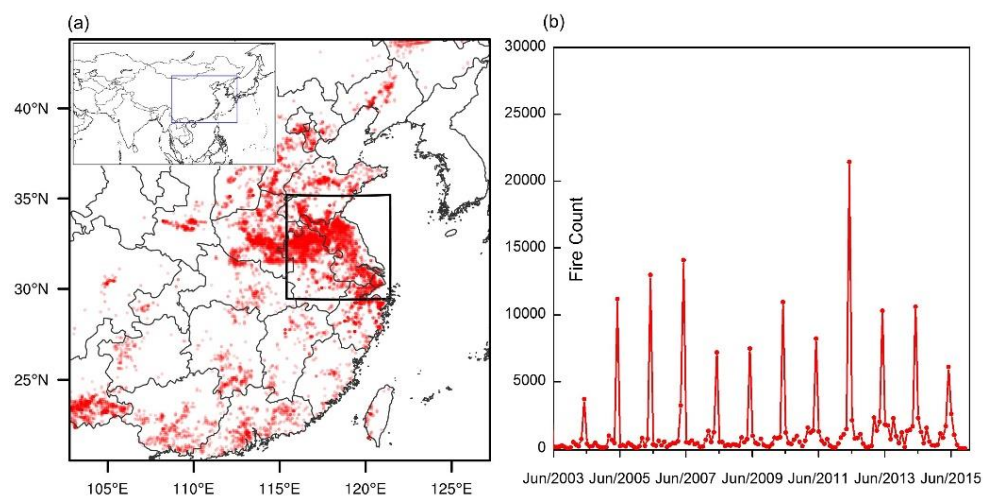 (a)
40°N
35°N
30°N
25°N
105°E 110°E 115°E 120°E 125°E
(b)
30000
25000
20000
15000
10000
5000
0
Fire Count
Jun/2003 Jun/2005 Jun/2007 Jun/2009 Jun/2011 Jun/2013 Jun/2015